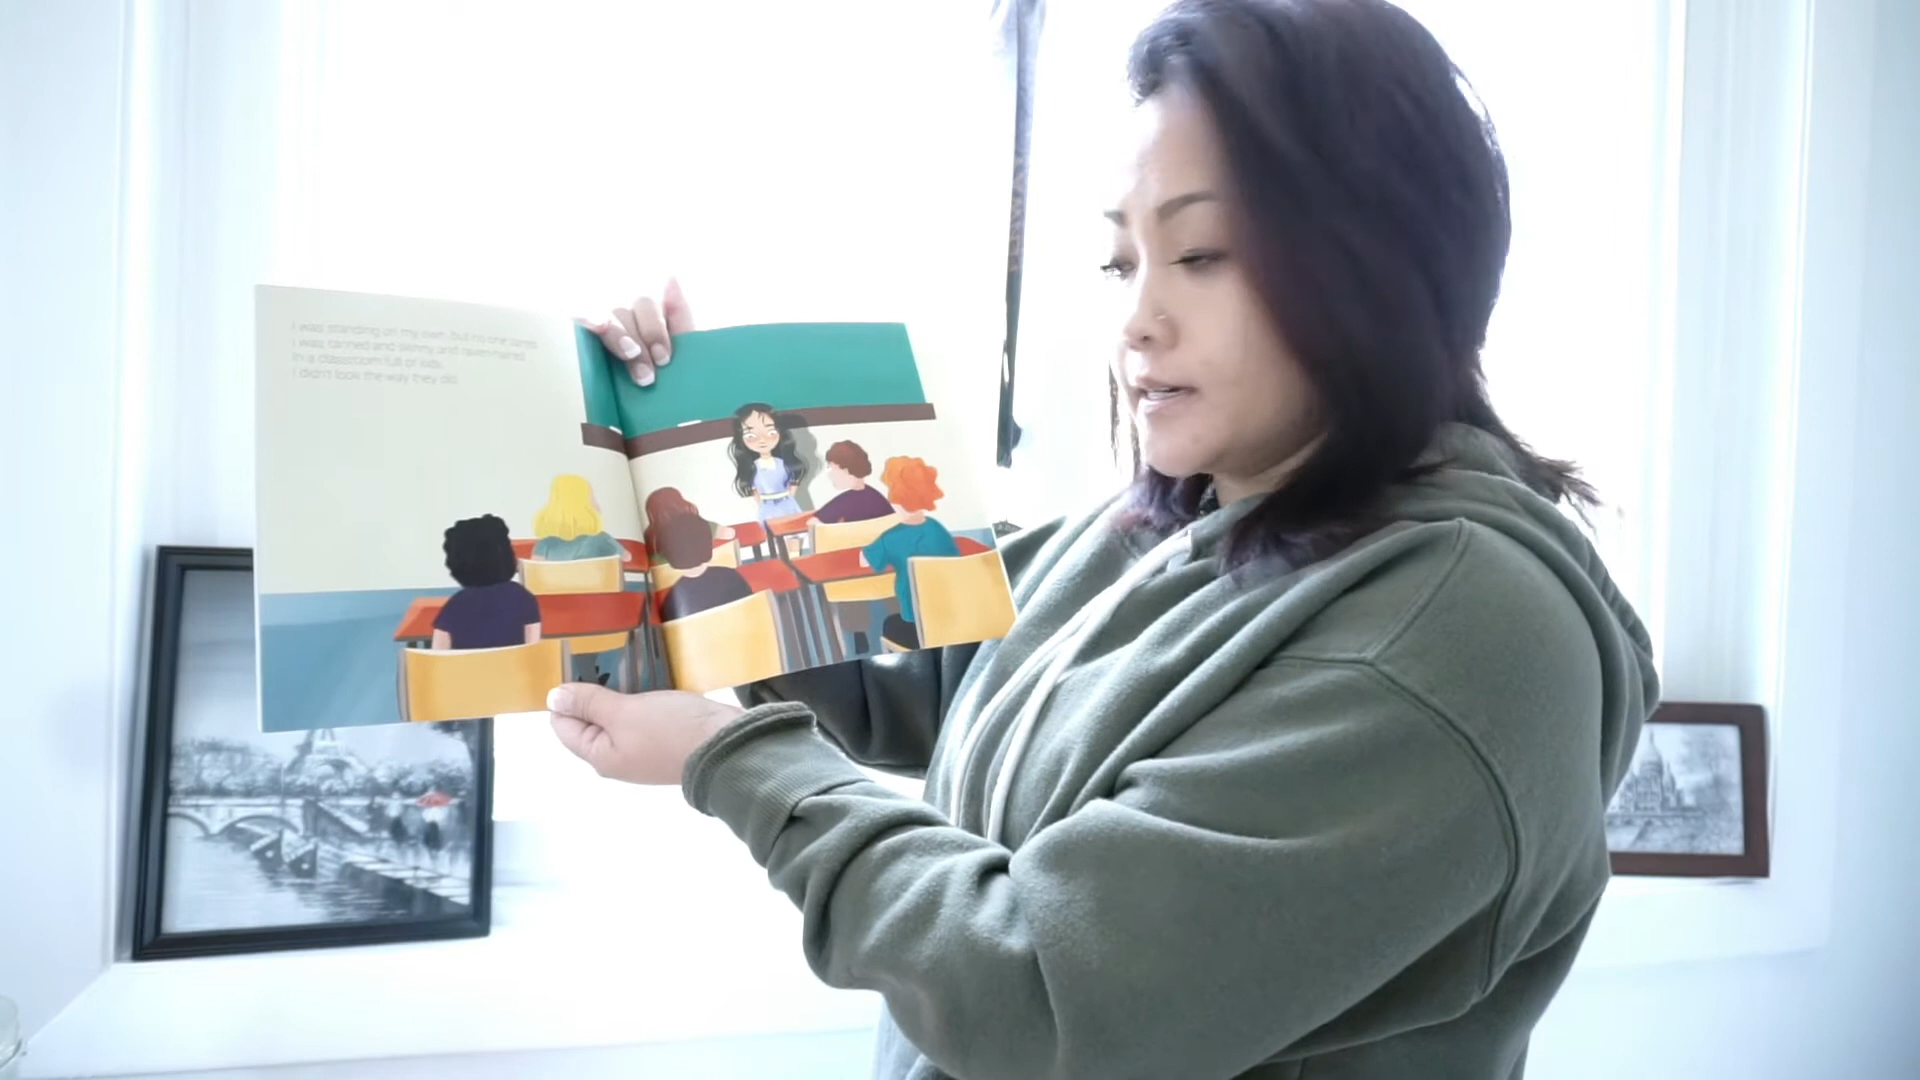 I was standing on my own but no one cared
I was tanned and skinny and raven-haired
In a classroom full of kids,
I didn't look the way they did.